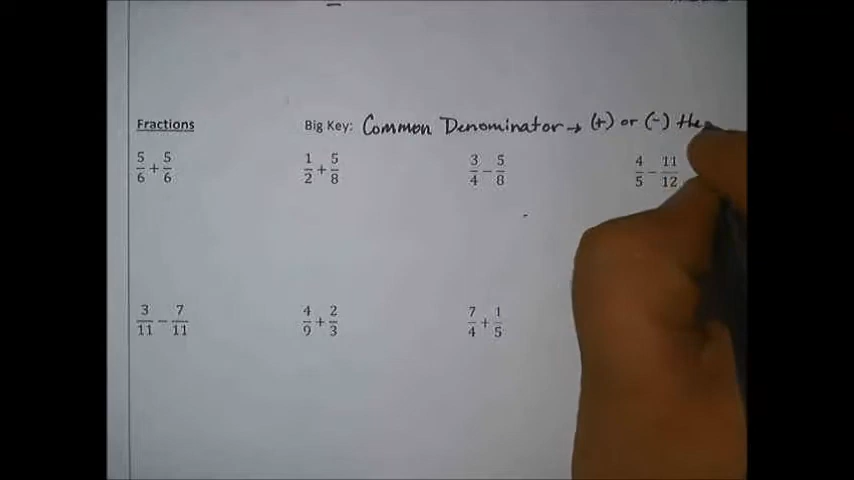 Fractions Big Key: Common Denominator → (+) or (-) the
5/6 + 5/6 1/2 + 5/8 3/4 - 5/8 4/5 - 11/12
3/11 - 7/11 4/9 + 2/3 7/4 + 1/5